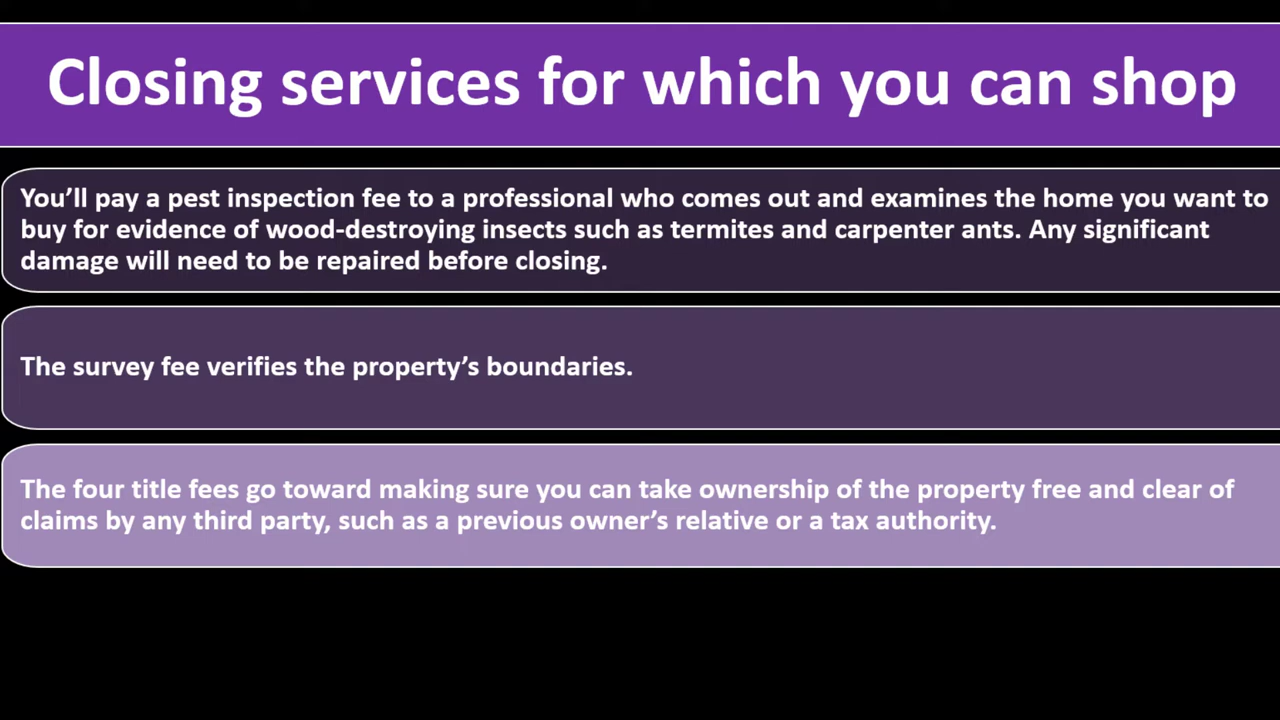 Closing services for which you can shop
You’ll pay a pest inspection fee to a professional who comes out and examines the home you want to
buy for evidence of wood-destroying insects such as termites and carpenter ants. Any significant
damage will need to be repaired before closing.
The survey fee verifies the property’s boundaries.
The four title fees go toward making sure you can take ownership of the property free and clear of
claims by any third party, such as a previous owner’s relative or a tax authority.